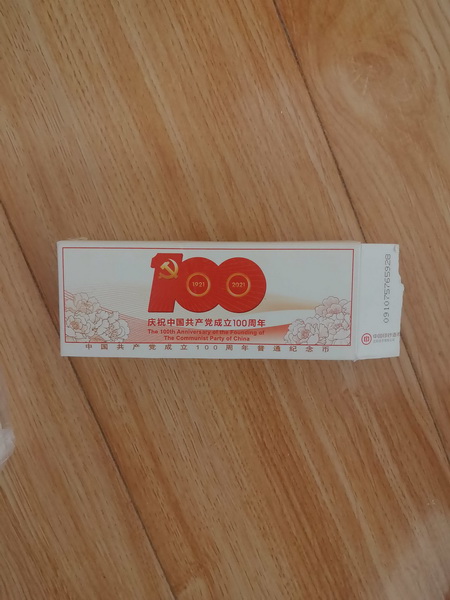 100
1921 2021
庆祝中国共产党成立100周年
The 100th Anniversary of the Founding of
The Communist Party of China
中国共产党成立100周年普通纪念币
09107576592B